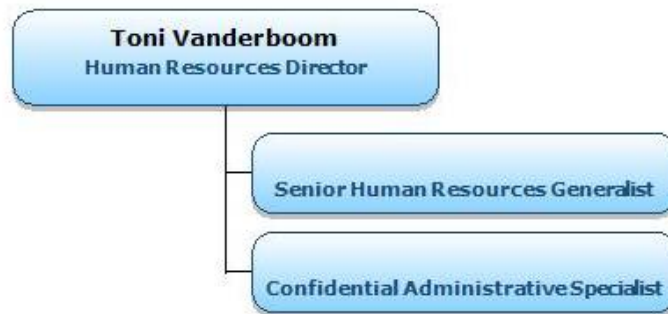 Toni Vanderboom
Human Resources Director
Senior Human Resources Generalist
Confidential Administrative Specialist